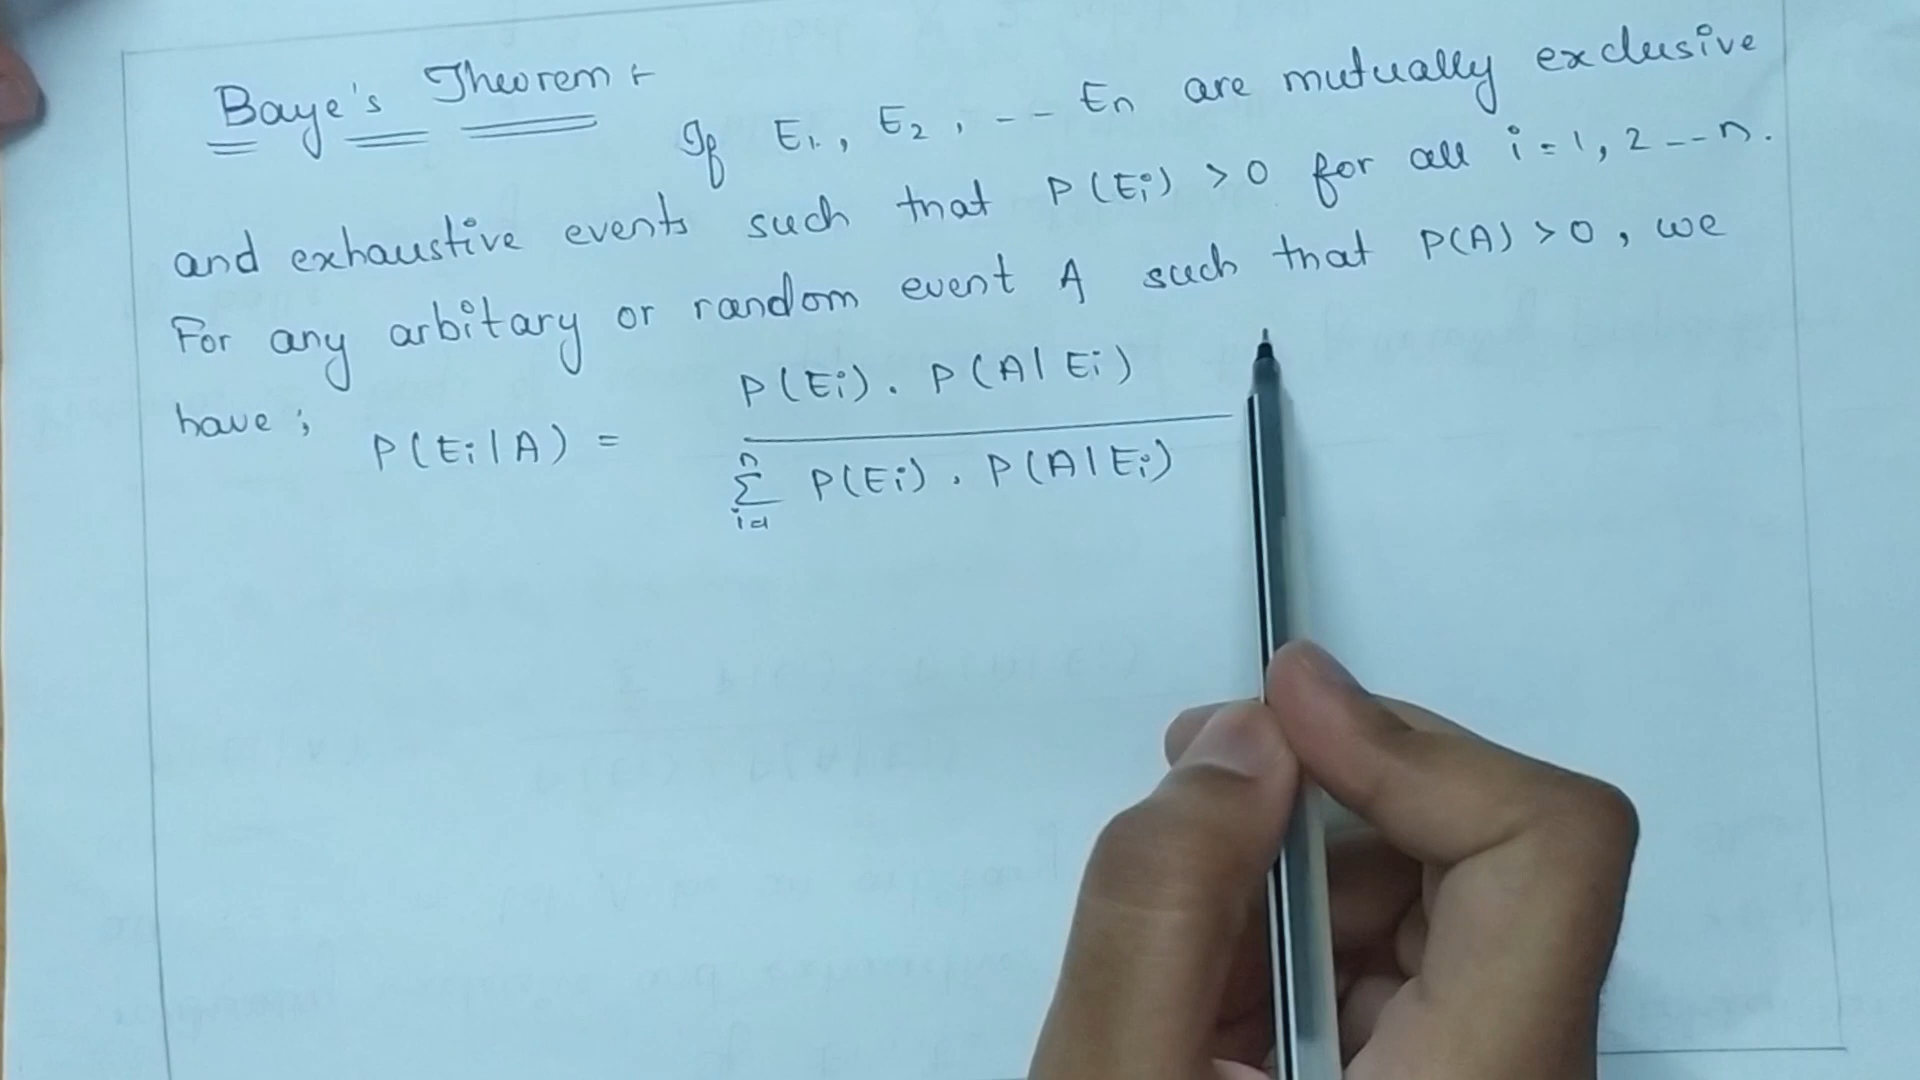 Baye's Theorem :-
If E1, E2, -- En are mutually exclusive
and exhaustive events such that P(Ei) > 0 for all i = 1, 2 -- n.
For any arbitary or random event A such that P(A) > 0, we
have; P(Ei | A) = P(Ei) . P(A | Ei)
n
Σ P(Ei) . P(A | Ei)
i=1